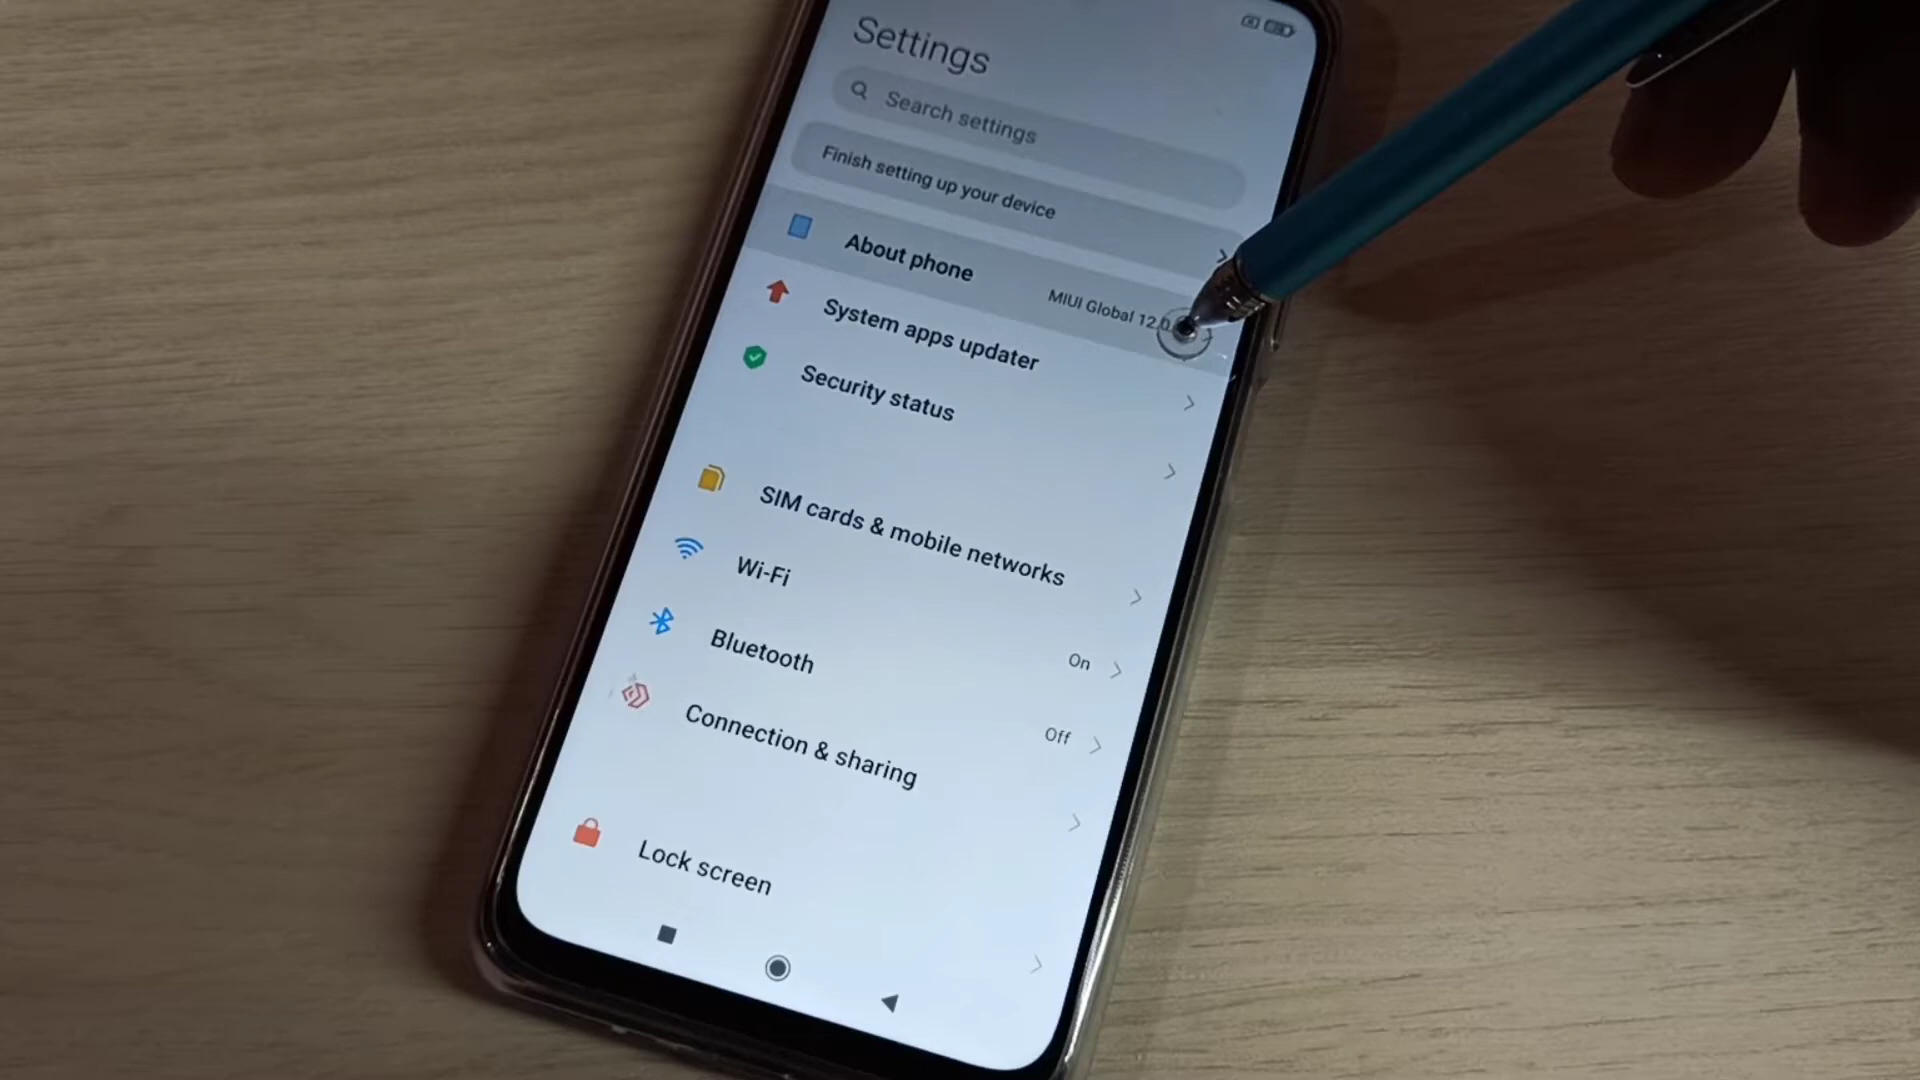 Settings
Search settings
Finish setting up your device
About phone
MIUI Global 12.0
System apps updater
Security status
SIM cards & mobile networks
Wi-Fi
On
Bluetooth
Off
Connection & sharing
Lock screen